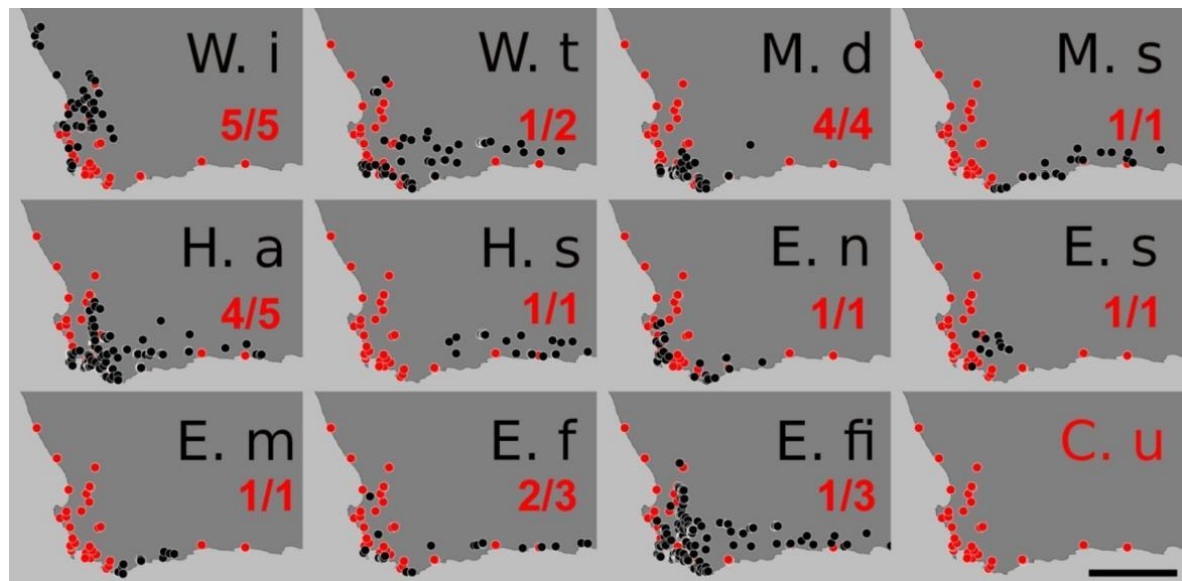 W. i
5/5
W. t
1/2
M. d
4/4
M. s
1/1
H. a
4/5
H. s
1/1
E. n
1/1
E. s
1/1
E. m
1/1
E. f
2/3
E. fi
1/3
C. u